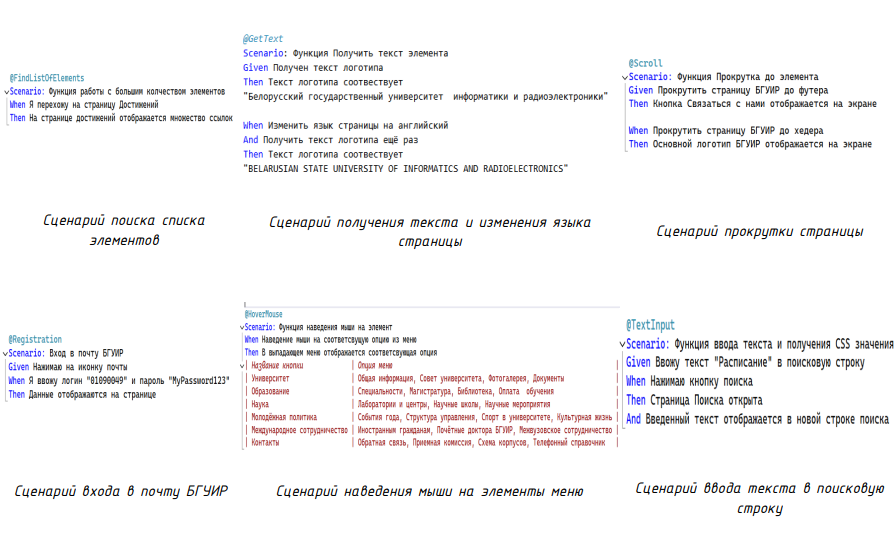 @FindListOfElements
Scenario: Функция работы с большим колчеством элементов
When Я перехожу на страницу Достижений
Then На странице достижений отображается множество ссылок
Сценарий поиска списка
элементов
@GetText
Scenario: Функция Получить текст элемента
Given Получен текст логотипа
Then Текст логотипа соотвествует
"Белорусский государственный университет  информатики и радиоэлектроники"
When Изменить язык страницы на английский
And Получить текст логотипа ещё раз
Then Текст логотипа соотвествует
"BELARUSIAN STATE UNIVERSITY OF INFORMATICS AND RADIOELECTRONICS"
Сценарий получения текста и изменения языка
страницы
@Scroll
Scenario: Функция Прокрутка до элемента
Given Прокрутить страницу БГУИР до футера
Then Кнопка Связаться с нами отображается на экране
When Прокрутить страницу БГУИР до хедера
Then Основной логотип БГУИР отображается на экране
Сценарий прокрутки страницы
@Registration
Scenario: Вход в почту БГУИР
Given Нажимаю на иконку почты
When Я ввожу логин "01090049" и пароль "MyPassword123"
Then Данные отображаются на странице
Сценарий входа в почту БГУИР
@HoverMouse
Scenario: Функция наведения мыши на элемент
When Наведение мыши на соответсвущую опцию из меню
Then В выпадающем меню отображается соответсвующая опция
| Название кнопки | Опция меню |
| Университет | Общая информация, Совет университета, Фотогалерея, Документы |
| Образование | Специальности, Магистратура, Библиотека, Оплата  обучения |
| Наука | Лаборатории и центры, Научные школы, Научные мероприятия |
| Молодёжная политика | События года, Структура управления, Спорт в университете, Культурная жизнь |
| Международное сотрудничество | Иностранным гражданам, Почётные доктора БГУИР, Межвузовское сотрудничество |
| Контакты | Обратная связь, Приемная комиссия, Схема корпусов, Телефонный справочник |
Сценарий наведения мыши на элементы меню
@TextInput
Scenario: Функция ввода текста и получения CSS значения
Given Ввожу текст "Расписание" в поисковую строку
When Нажимаю кнопку поиска
Then Страница Поиска открыта
And Введенный текст отображается в новой строке поиска
Сценарий ввода текста в поисковую
строку